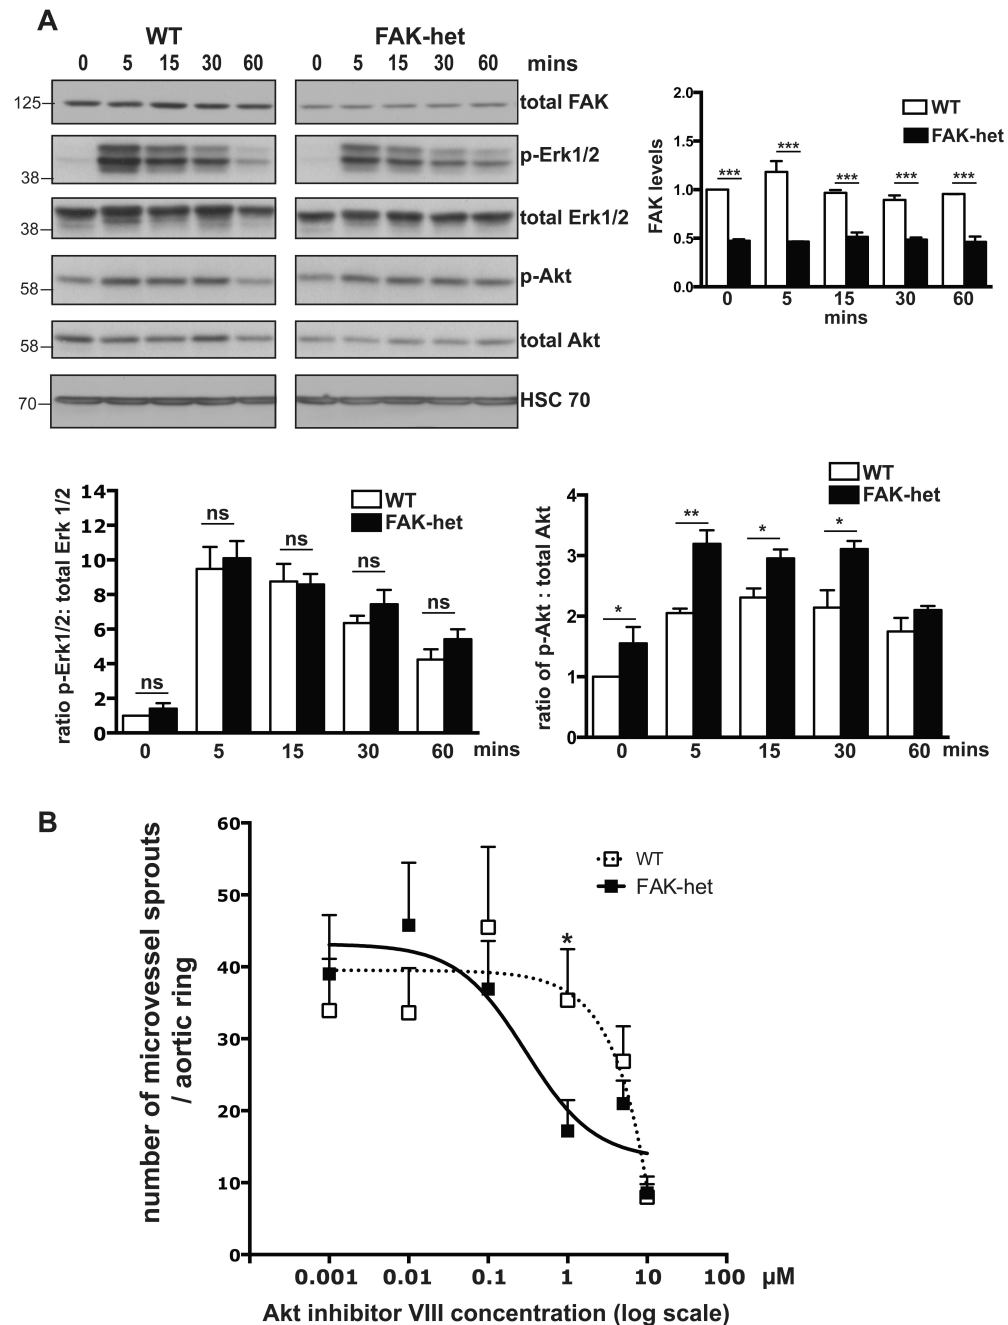 A
WT FAK-het
0 5 15 30 60 0 5 15 30 60 mins
125 total FAK
38 p-Erk1/2
38 total Erk1/2
58 p-Akt
58 total Akt
70 HSC 70
WT
FAK-het
FAK levels
2.0
1.5
1.0
0.5
0.0
*** *** *** *** ***
0 5 15 30 60
mins
ratio p-Erk1/2: total Erk 1/2
14
12
10
8
6
4
2
0
WT
FAK-het
ns ns ns ns ns
0 5 15 30 60 mins
ratio of p-Akt : total Akt
4
3
2
1
0
WT
FAK-het
* ** * *
0 5 15 30 60 mins
B
number of microvessel sprouts
/ aortic ring
60
50
40
30
20
10
0
WT
FAK-het
*
0.001 0.01 0.1 1 10 100 µM
Akt inhibitor VIII concentration (log scale)